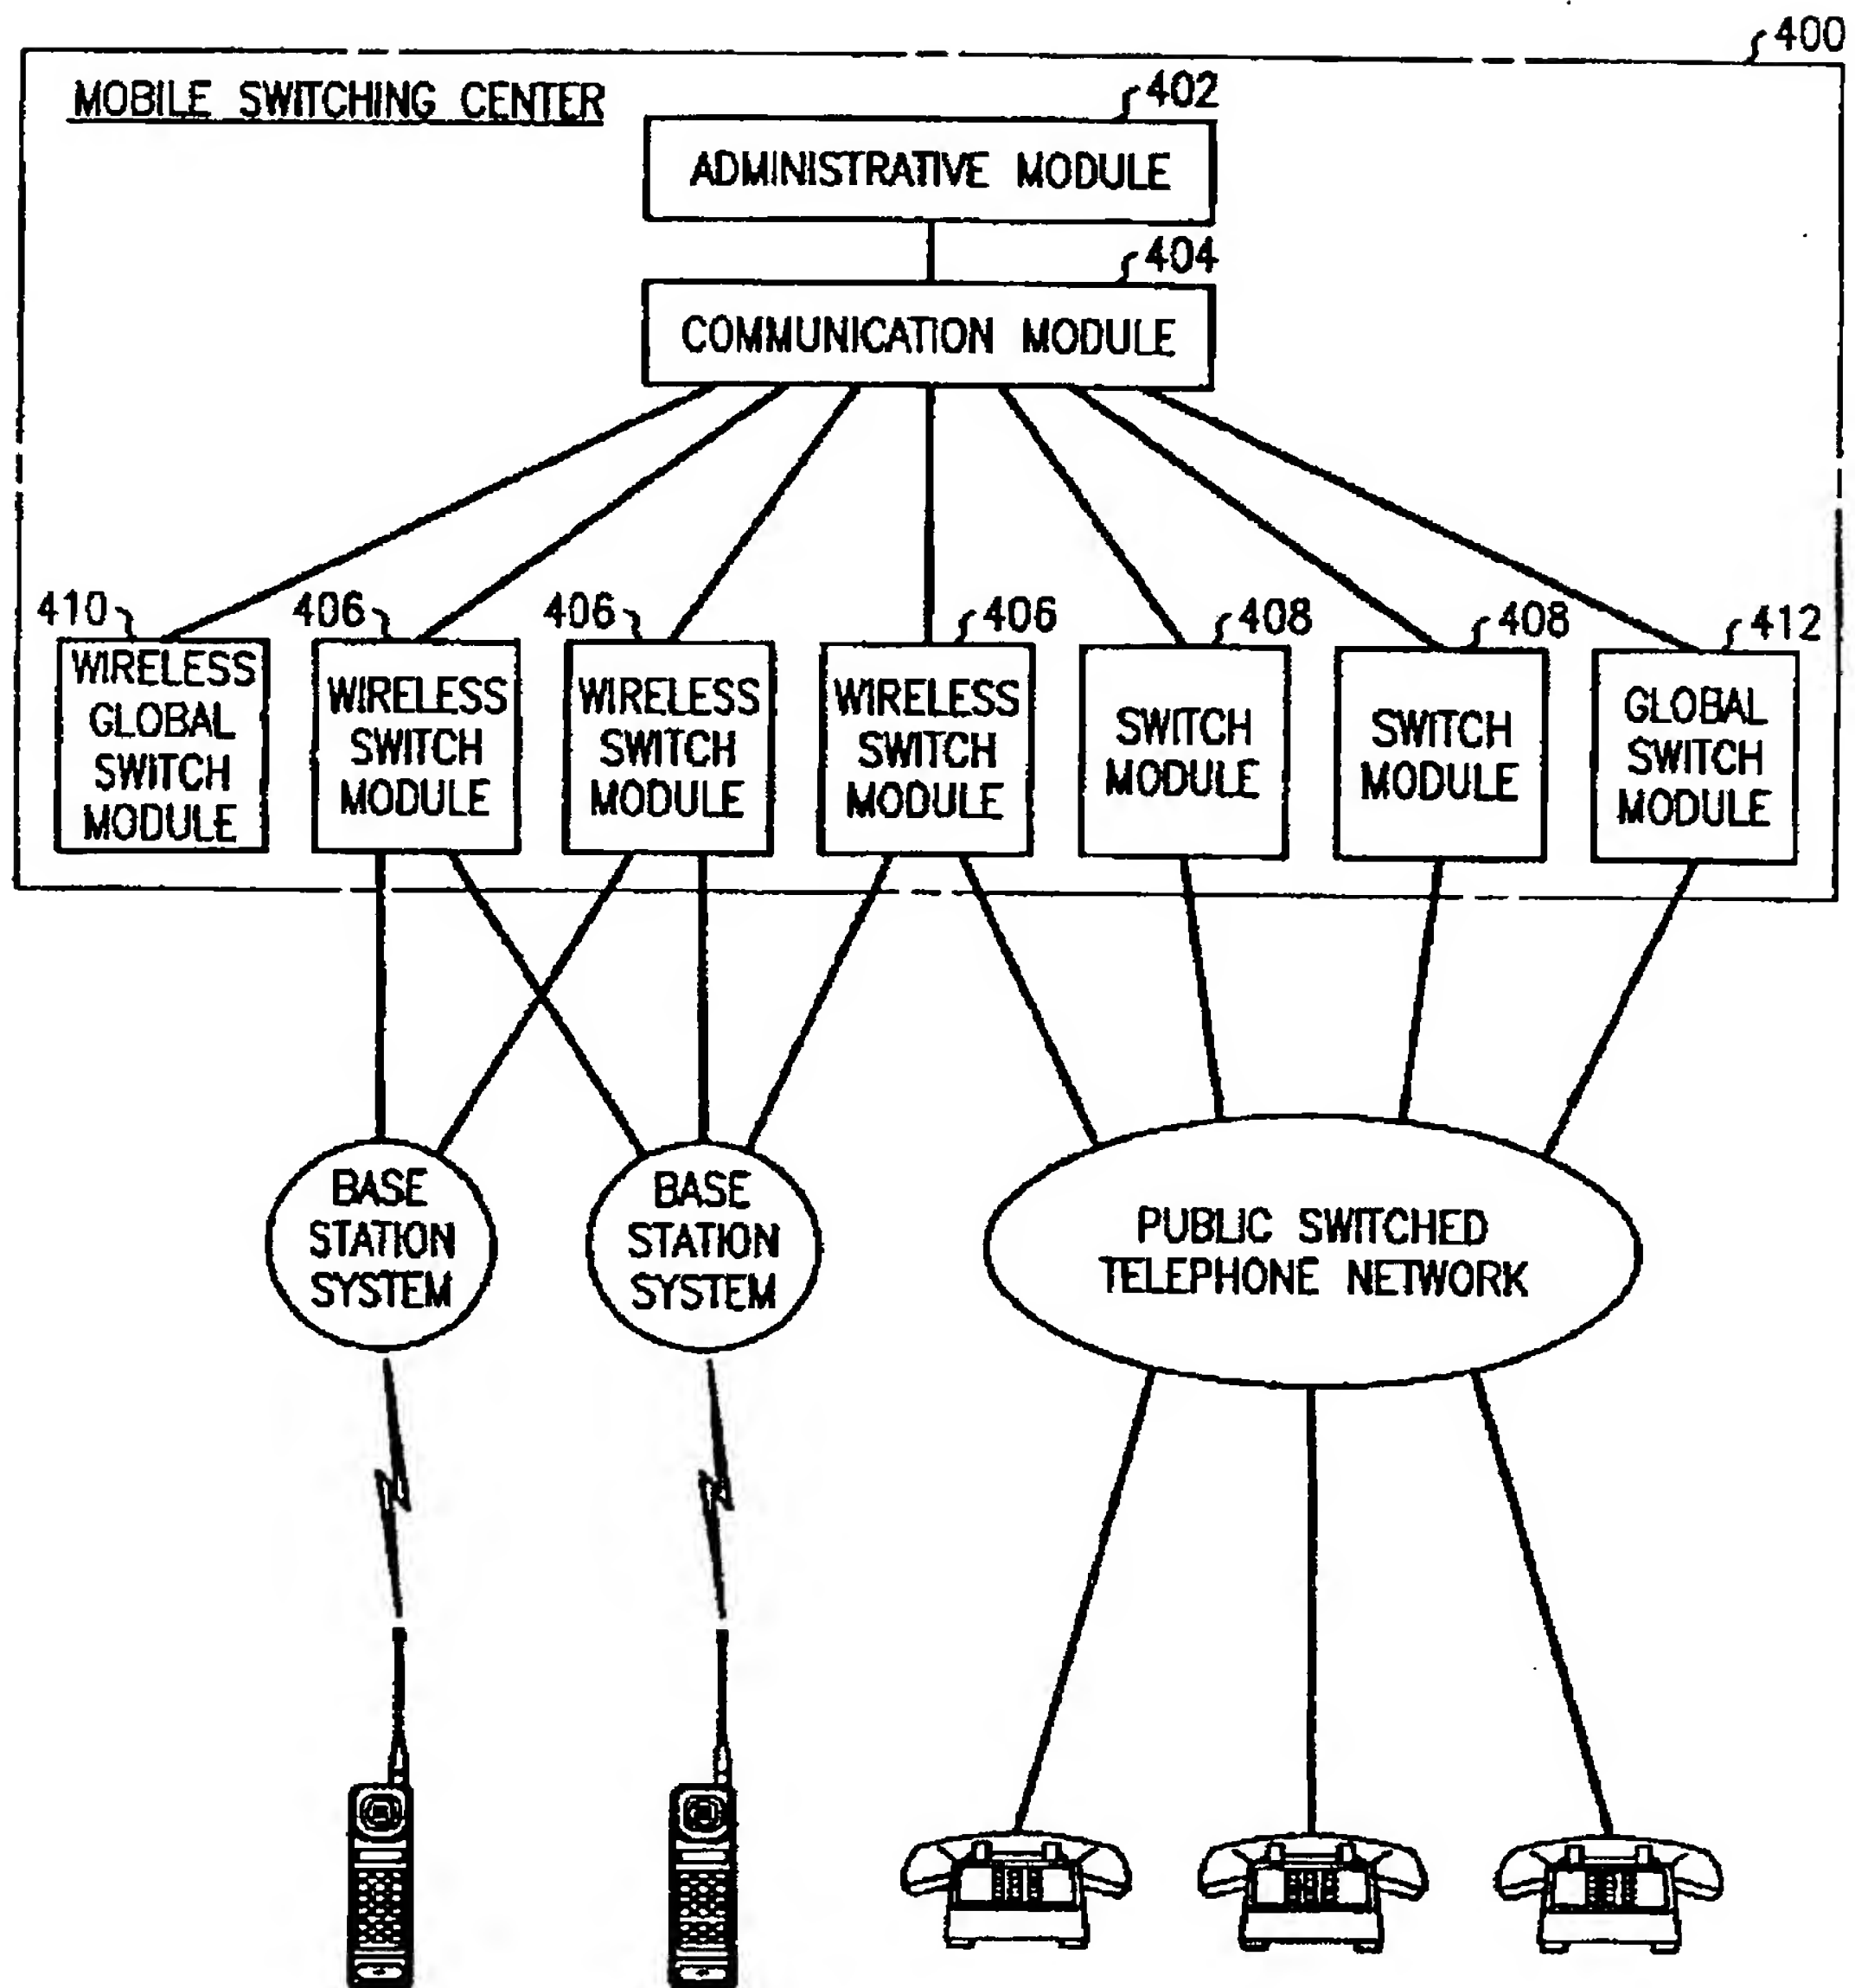 400
MOBILE SWITCHING CENTER
402
ADMINISTRATIVE MODULE
404
COMMUNICATION MODULE
410
WIRELESS
GLOBAL
SWITCH
MODULE
406
WIRELESS
SWITCH
MODULE
406
WIRELESS
SWITCH
MODULE
406
WIRELESS
SWITCH
MODULE
408
SWITCH
MODULE
408
SWITCH
MODULE
412
GLOBAL
SWITCH
MODULE
BASE
STATION
SYSTEM
BASE
STATION
SYSTEM
PUBLIC SWITCHED
TELEPHONE NETWORK